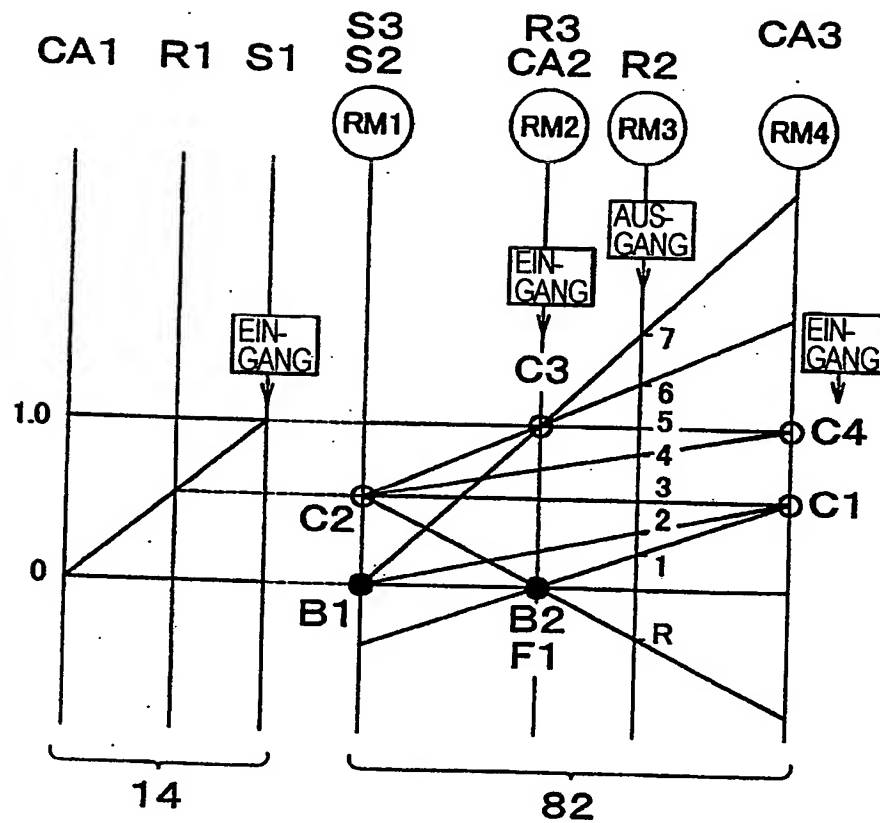 S3 R3 CA3
CA1 R1 S1 S2 CA2 R2
RM1 RM2 RM3 RM4
AUS-
GANG
EIN-
GANG
EIN-
GANG
EIN-
GANG
7
C3
6
1.0
5
C4
4
3
C2
C1
2
0
1
B1
B2
R
F1
14
82